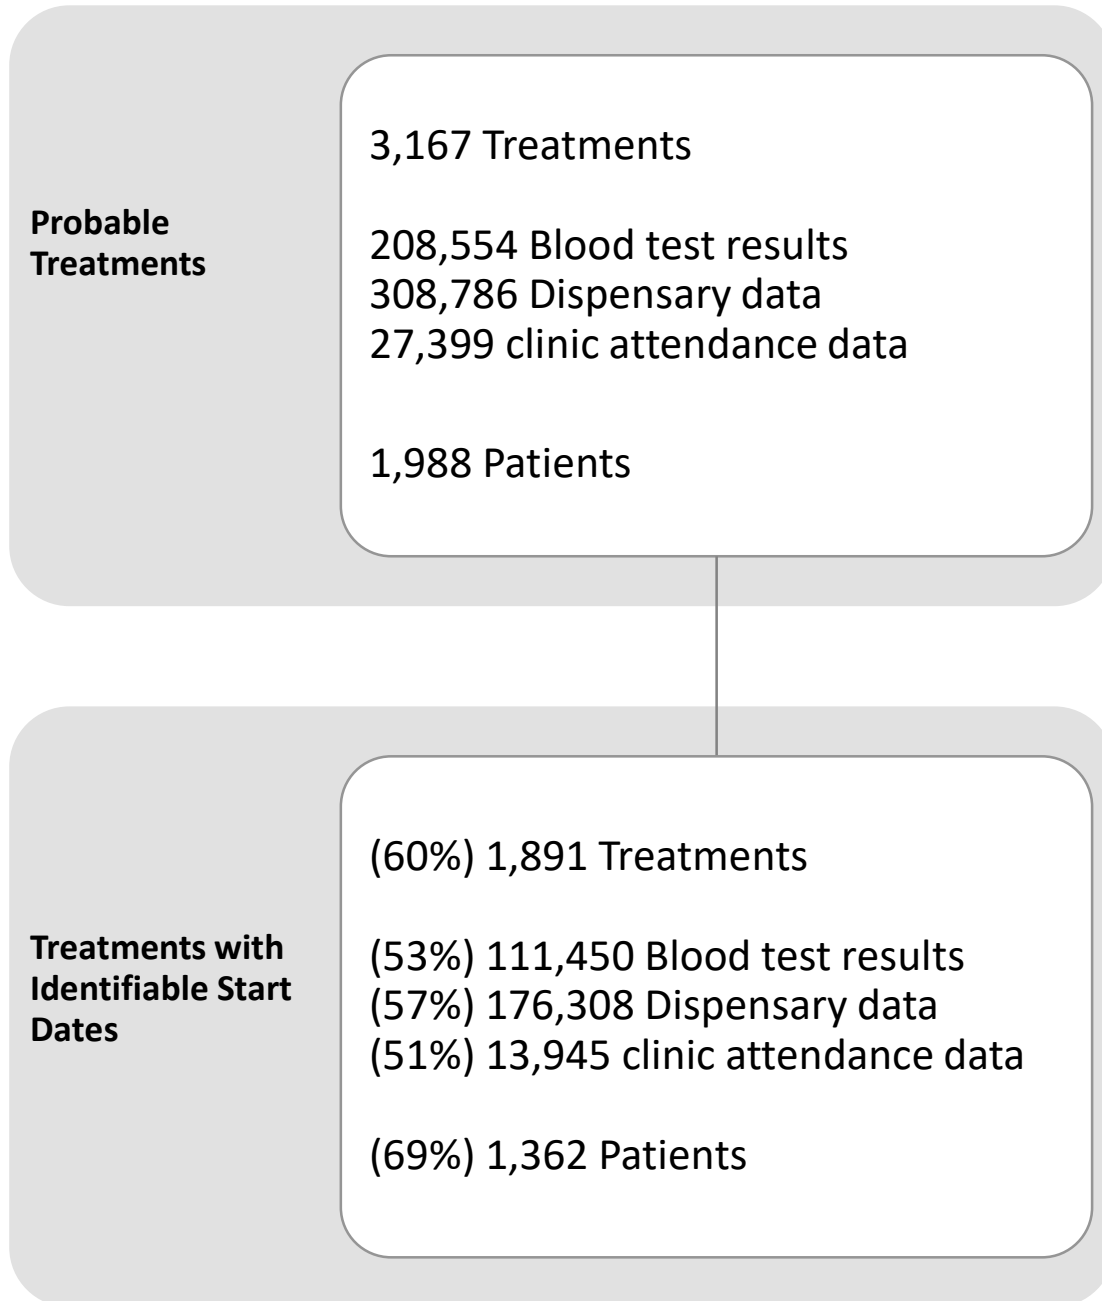 Probable
Treatments
3,167 Treatments
208,554 Blood test results
308,786 Dispensary data
27,399 clinic attendance data
1,988 Patients
Treatments with
Identifiable Start
Dates
(60%) 1,891 Treatments
(53%) 111,450 Blood test results
(57%) 176,308 Dispensary data
(51%) 13,945 clinic attendance data
(69%) 1,362 Patients